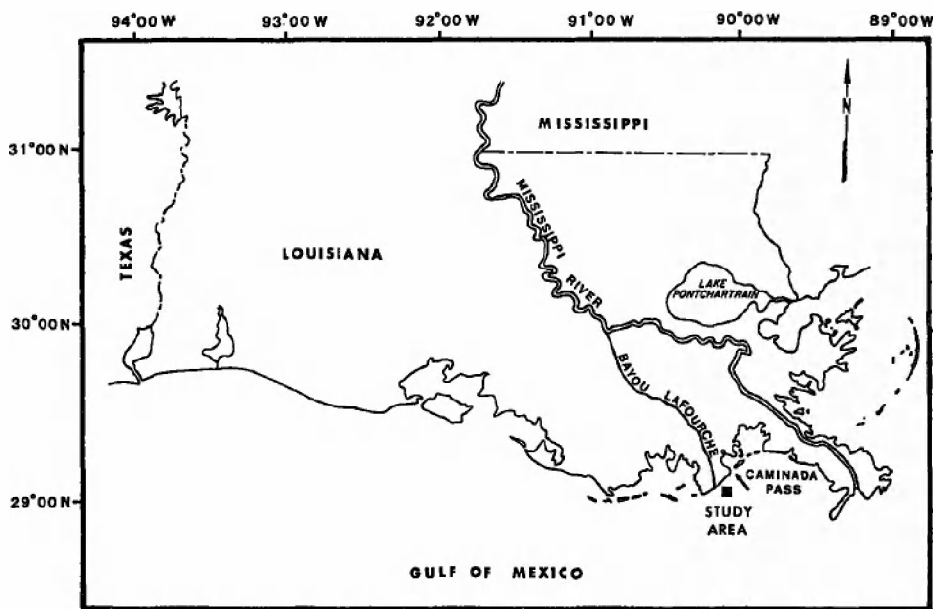 94°00 W 93°00 W 92°00 W 91°00 W 90°00 W 89°00 W
N
31°00 N
MISSISSIPPI
MISSISSIPPI RIVER
TEXAS
LOUISIANA
LAKE
PONTCHARTRAIN
30°00 N
BAYOU LAFOURCHE
29°00 N
CAMINADA
PASS
STUDY
AREA
GULF OF MEXICO